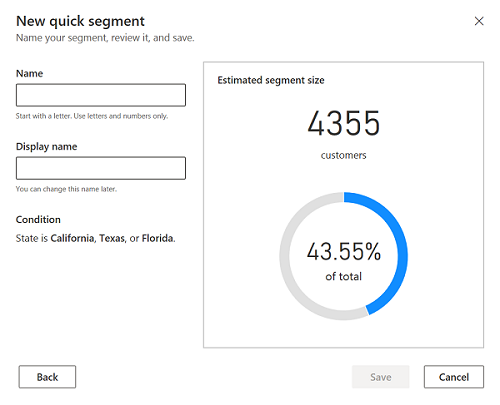 New quick segment
Name your segment, review it, and save.
Name
Start with a letter. Use letters and numbers only.
Display name
You can change this name later.
Condition
State is California, Texas, or Florida.
Estimated segment size
4355
customers
43.55%
of total
Back
Save
Cancel